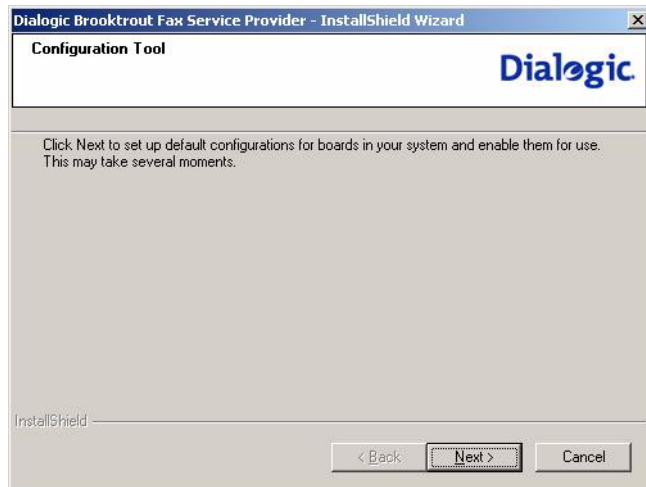 Dialogic Brooktrout Fax Service Provider - InstallShield Wizard
Configuration Tool
Dialogic.
Click Next to set up default configurations for boards in your system and enable them for use.
This may take several moments.
InstallShield
< Back
Next >
Cancel